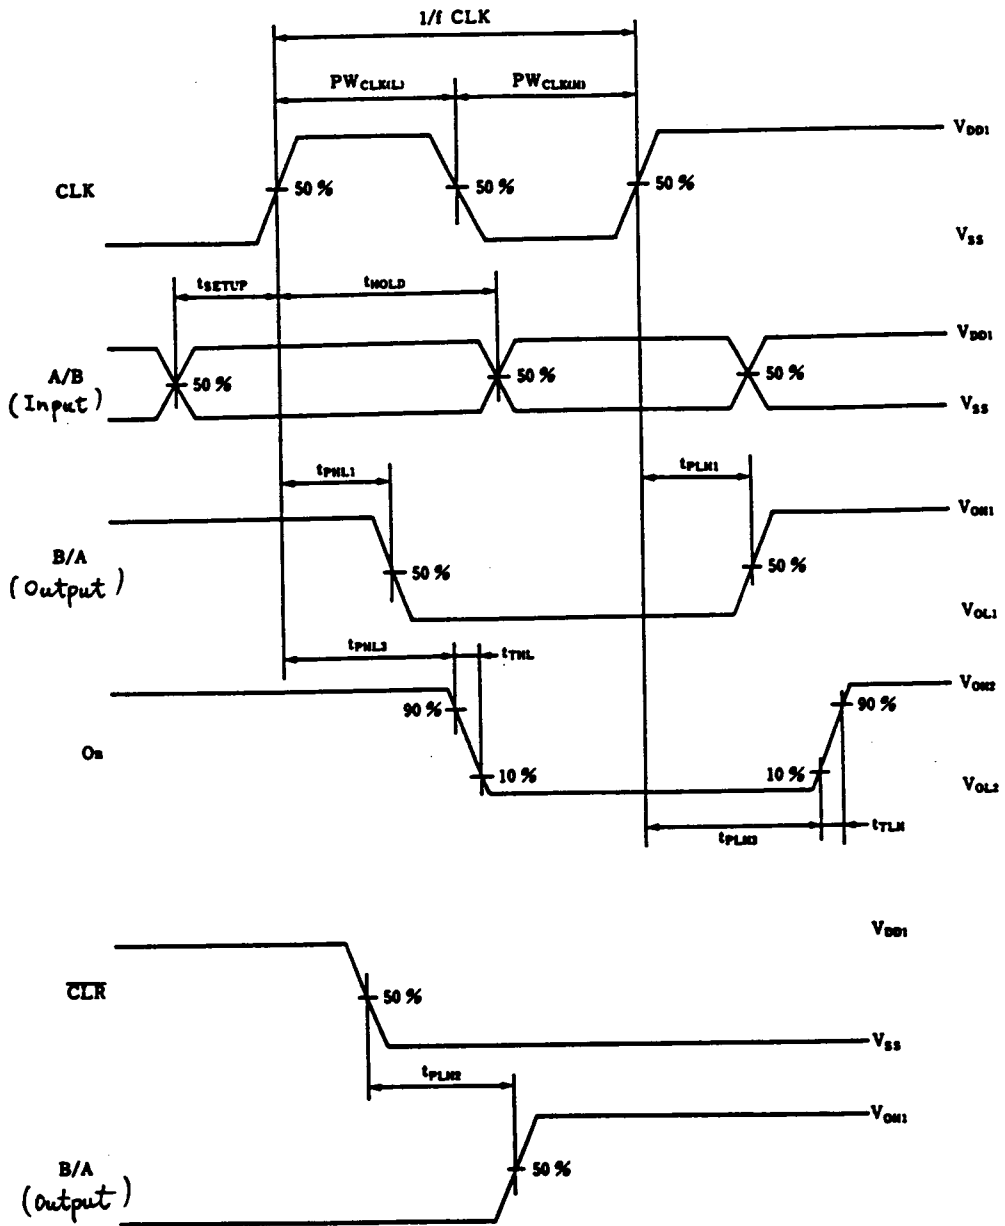 1/f CLK
PWCLK(L) PWCLK(H)
CLK 50 % 50 % 50 % VDD1
VSS
tSETUP tHOLD
A/B 50 % 50 % 50 % VDD1
(Input) VSS
tPHL1 tPLH1
B/A 50 % 50 % VOH1
(Output) VOL1
tPHL3 tTHL
On 90 % 10 % 10 % 90 % VOH2
VOL2
tPLH3 tTLH
VDD1
CLR 50 %
VSS
tPLH2
VOH1
B/A 50 %
(Output)